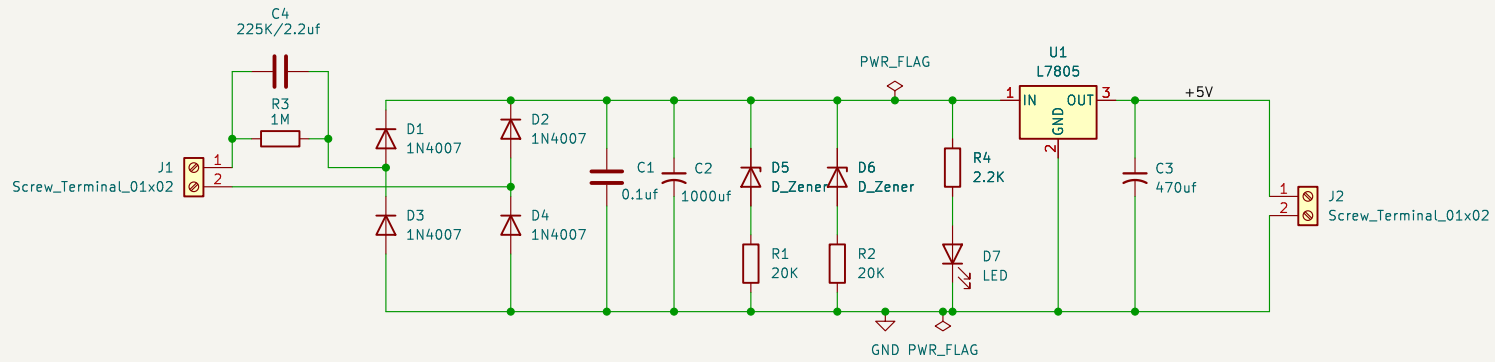 C4
225K/2.2uf
R3
1M
J1
Screw_Terminal_01x02
1
2
D1
1N4007
D2
1N4007
D3
1N4007
D4
1N4007
C1
0.1uf
C2
1000uf
D5
D_Zener
D6
D_Zener
R1
20K
R2
20K
PWR_FLAG
R4
2.2K
D7
LED
GND
PWR_FLAG
U1
L7805
1
IN
OUT
3
GND
2
+5V
C3
470uf
1
2
J2
Screw_Terminal_01x02